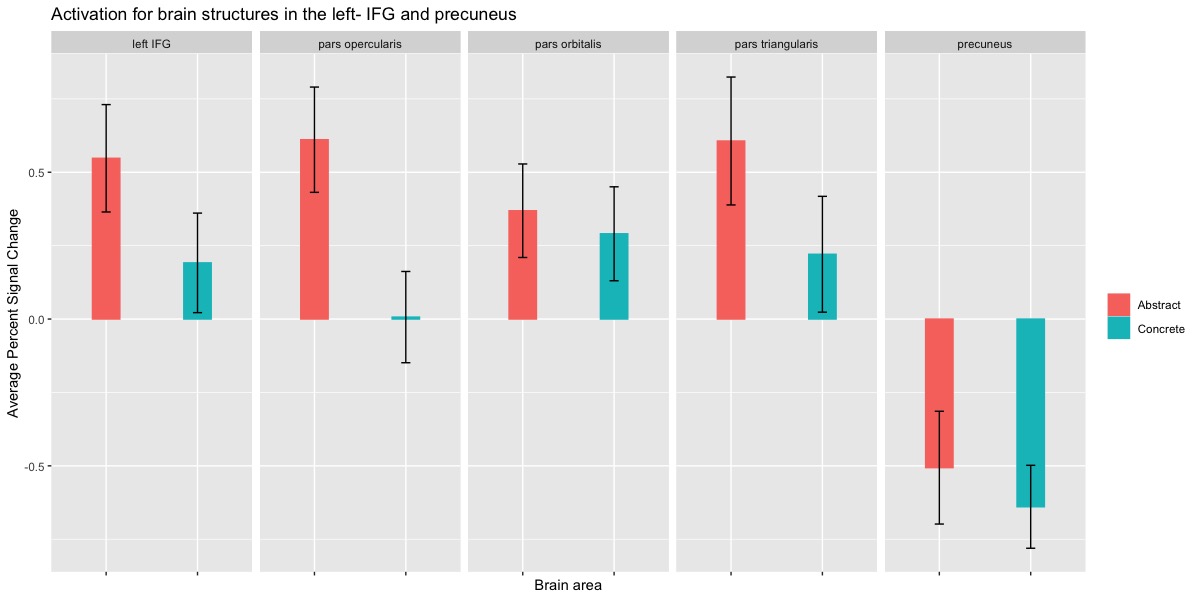 Activation for brain structures in the left- IFG and precuneus
left IFG
pars opercularis
pars orbitalis
pars triangularis
precuneus
Average Percent Signal Change
0.5
0.0
-0.5
Brain area
Abstract
Concrete